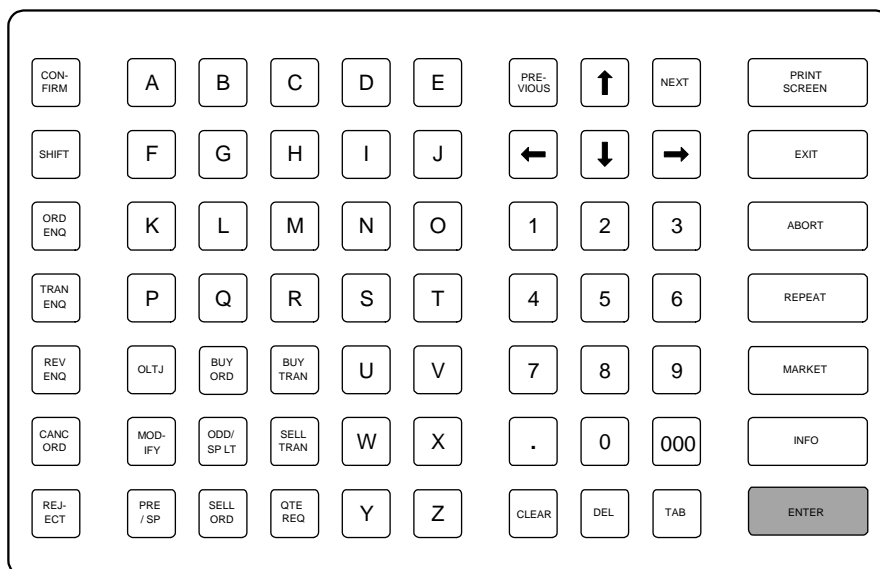 CON-
FIRM
A
B
C
D
E
PRE-
VIOUS
NEXT
PRINT
SCREEN
SHIFT
F
G
H
I
J
EXIT
ORD
ENQ
K
L
M
N
O
1
2
3
ABORT
TRAN
ENQ
P
Q
R
S
T
4
5
6
REPEAT
REV
ENQ
OLTJ
BUY
ORD
BUY
TRAN
U
V
7
8
9
MARKET
CANC
ORD
MOD-
IFY
ODD/
SP LT
SELL
TRAN
W
X
.
0
000
INFO
REJ-
ECT
PRE
/ SP
SELL
ORD
QTE
REQ
Y
Z
CLEAR
DEL
TAB
ENTER